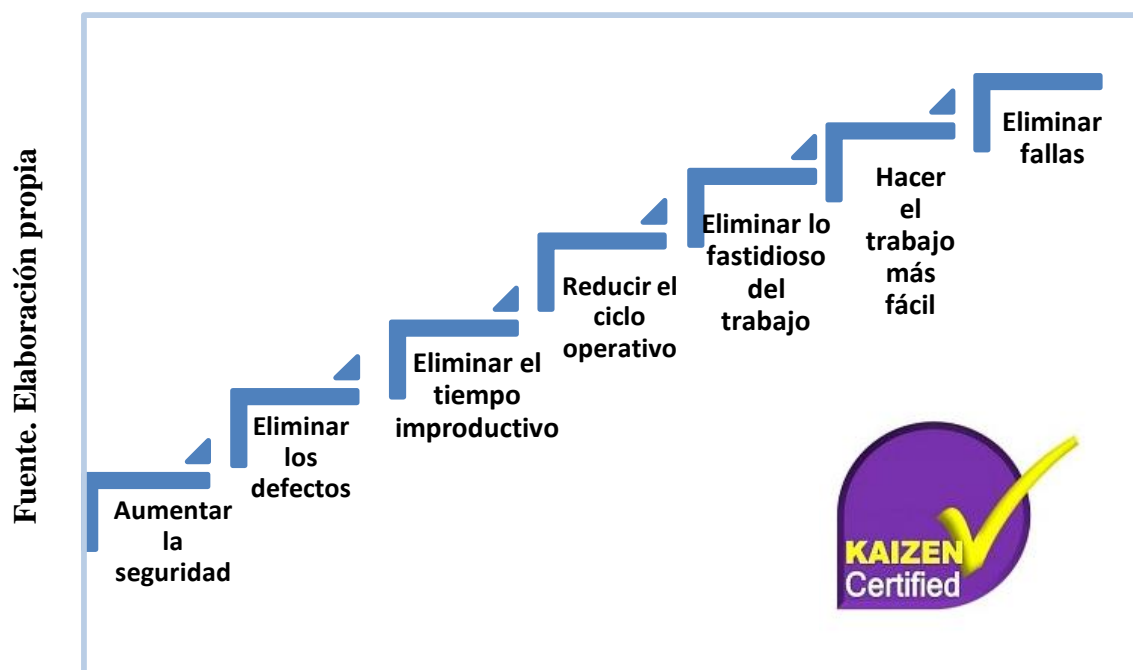 Fuente. Elaboración propia
Aumentar
la
seguridad
Eliminar
los
defectos
Eliminar el
tiempo
improductivo
Reducir el
ciclo
operativo
Eliminar lo
fastidioso
del
trabajo
Hacer
el
trabajo
más
fácil
Eliminar
fallas
KAIZEN
Certified